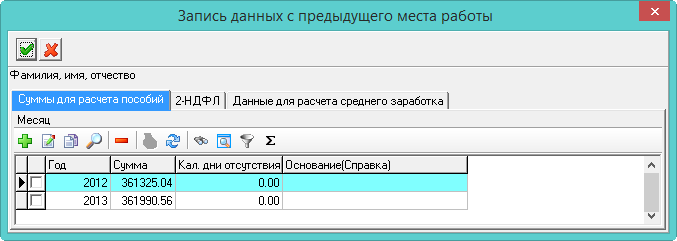 Запись данных с предыдущего места работы
Фамилия, имя, отчество
Суммы для расчета пособий 2-НДФЛ Данные для расчета среднего заработка
Месяц
Σ
Год Сумма Кал. дни отсутствия Основание(Справка)
2012 361325.04 0.00
2013 361990.56 0.00